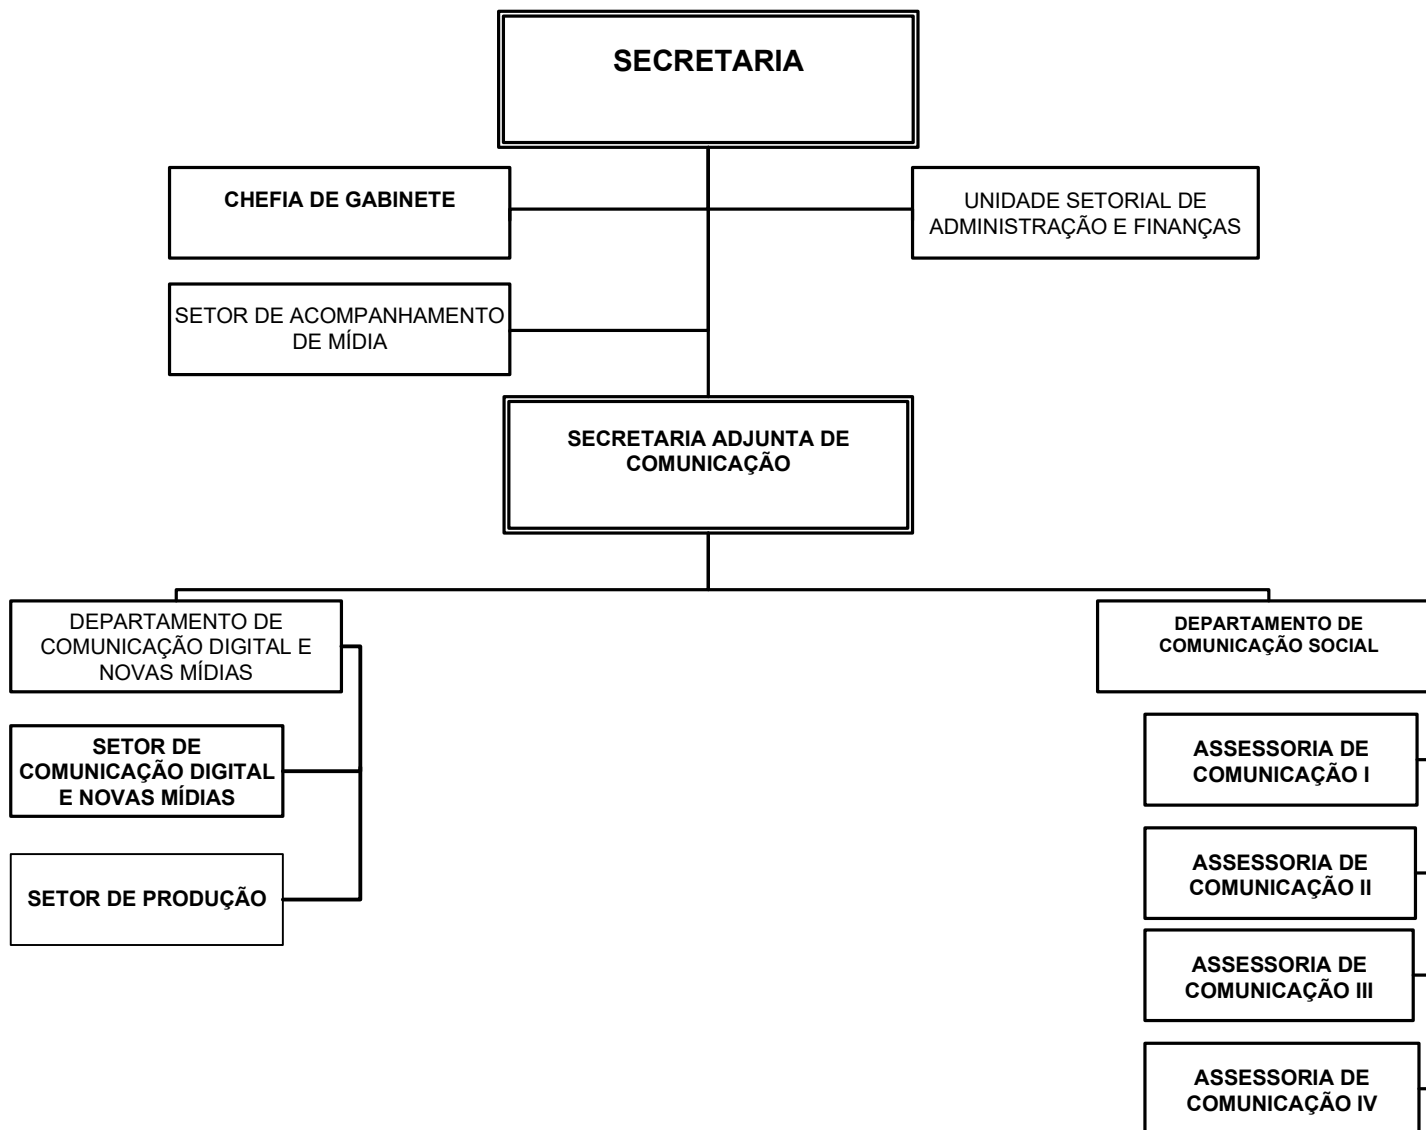 SECRETARIA
CHEFIA DE GABINETE
UNIDADE SETORIAL DE
ADMINISTRAÇÃO E FINANÇAS
SETOR DE ACOMPANHAMENTO
DE MÍDIA
SECRETARIA ADJUNTA DE
COMUNICAÇÃO
DEPARTAMENTO DE
COMUNICAÇÃO DIGITAL E
NOVAS MÍDIAS
SETOR DE
COMUNICAÇÃO DIGITAL
E NOVAS MÍDIAS
SETOR DE PRODUÇÃO
DEPARTAMENTO DE
COMUNICAÇÃO SOCIAL
ASSESSORIA DE
COMUNICAÇÃO I
ASSESSORIA DE
COMUNICAÇÃO II
ASSESSORIA DE
COMUNICAÇÃO III
ASSESSORIA DE
COMUNICAÇÃO IV